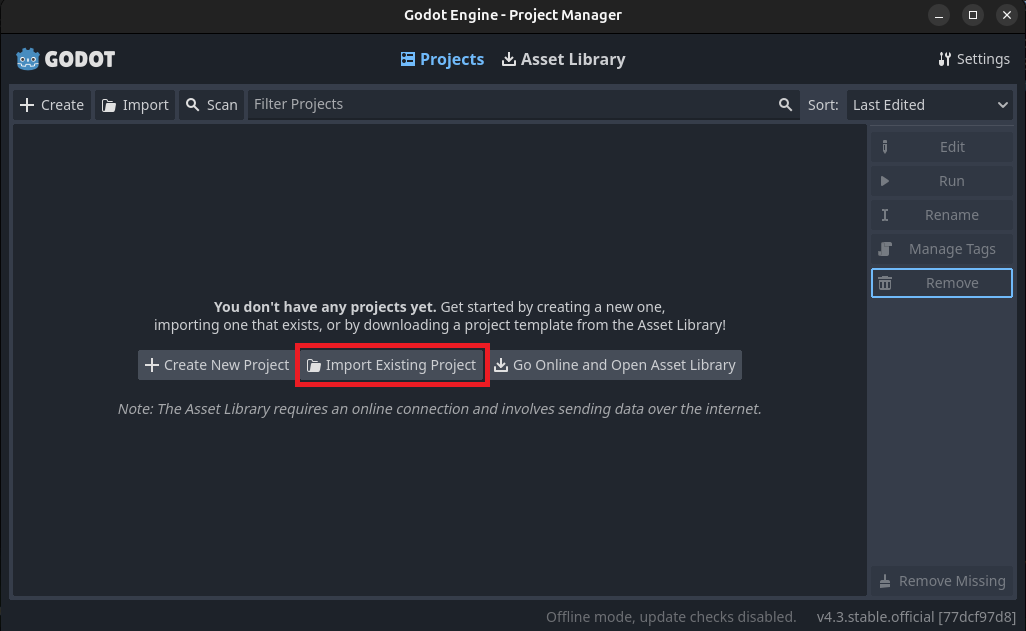 Godot Engine - Project Manager
GODOT
Projects
Asset Library
Settings
Create
Import
Scan
Filter Projects
Sort:
Last Edited
Edit
Run
Rename
Manage Tags
Remove
You don't have any projects yet. Get started by creating a new one,
importing one that exists, or by downloading a project template from the Asset Library!
Create New Project
Import Existing Project
Go Online and Open Asset Library
Note: The Asset Library requires an online connection and involves sending data over the internet.
Remove Missing
Offline mode, update checks disabled.
v4.3.stable.official [77dcf97d8]